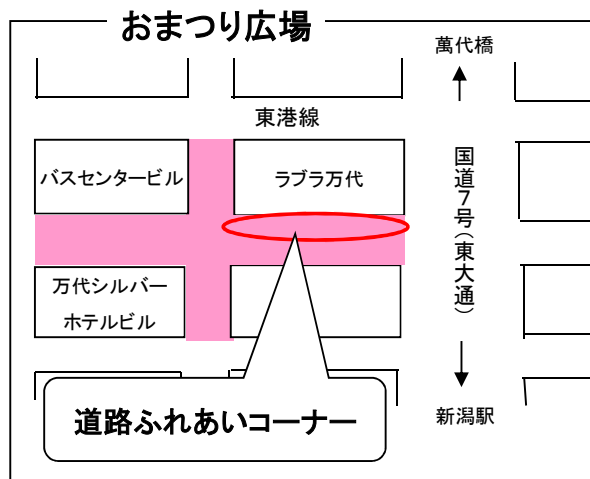 おまつり広場
萬代橋
東港線
バスセンタービル
ラブラ万代
国道7号(東大通)
万代シルバー
ホテルビル
道路ふれあいコーナー
新潟駅